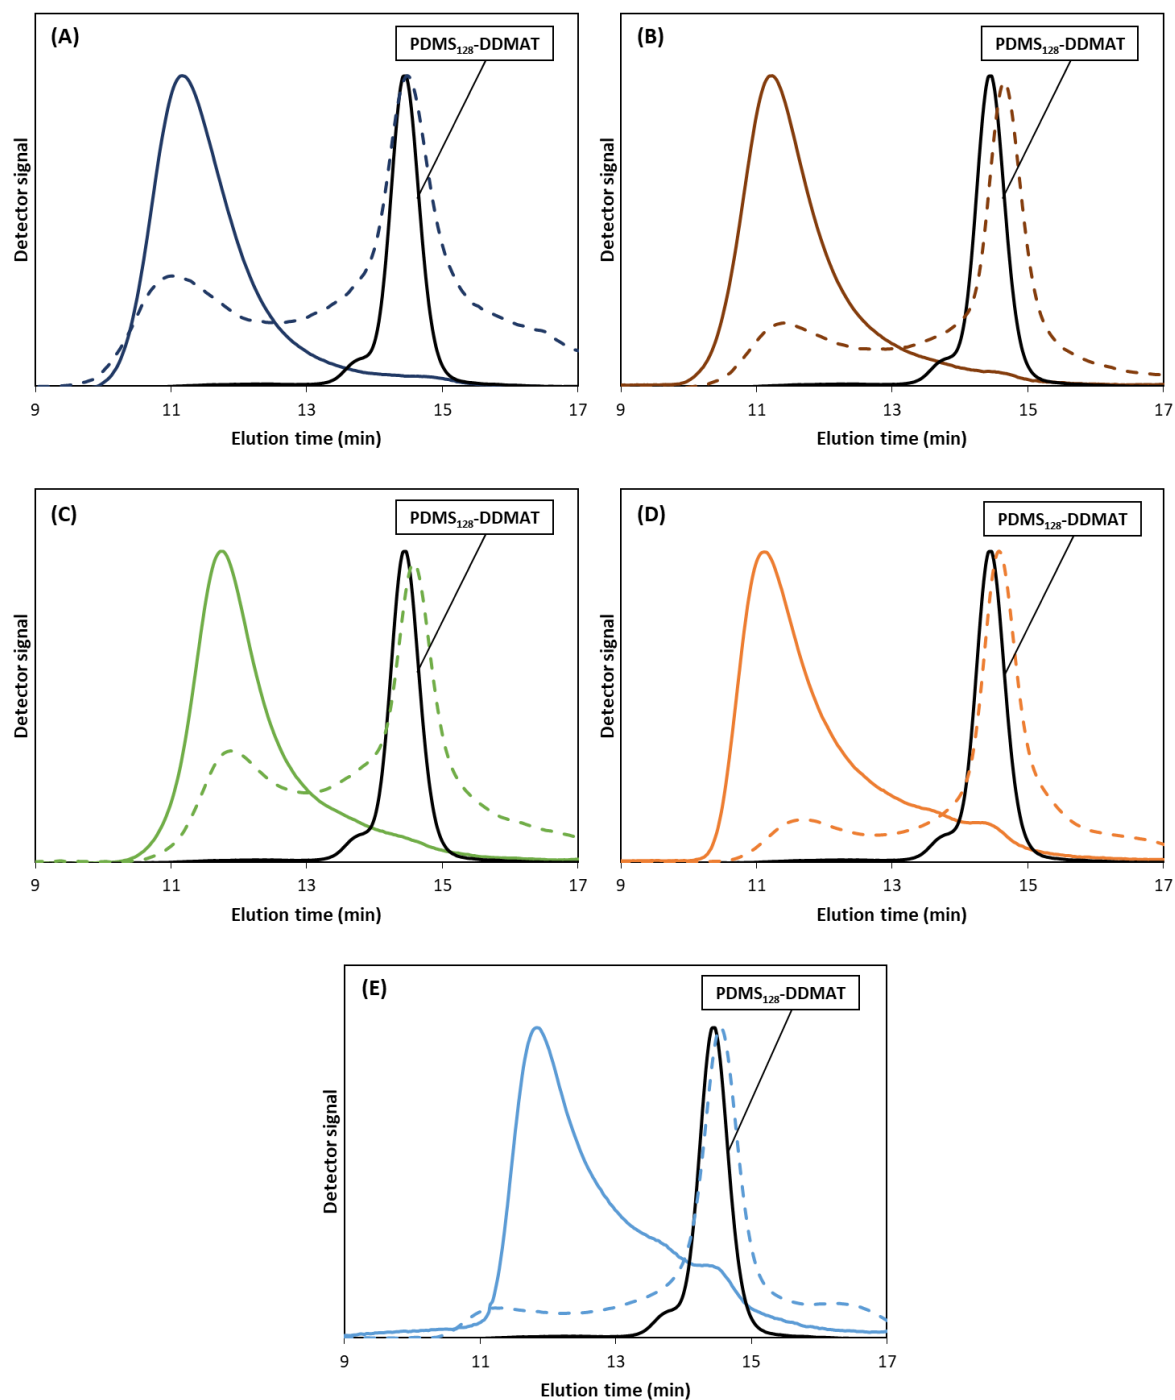 (A)
PDMS₁₂₈-DDMAT
Detector signal
9 11 13 15 17
Elution time (min)
(B)
PDMS₁₂₈-DDMAT
Detector signal
9 11 13 15 17
Elution time (min)
(C)
PDMS₁₂₈-DDMAT
Detector signal
9 11 13 15 17
Elution time (min)
(D)
PDMS₁₂₈-DDMAT
Detector signal
9 11 13 15 17
Elution time (min)
(E)
PDMS₁₂₈-DDMAT
Detector signal
9 11 13 15 17
Elution time (min)